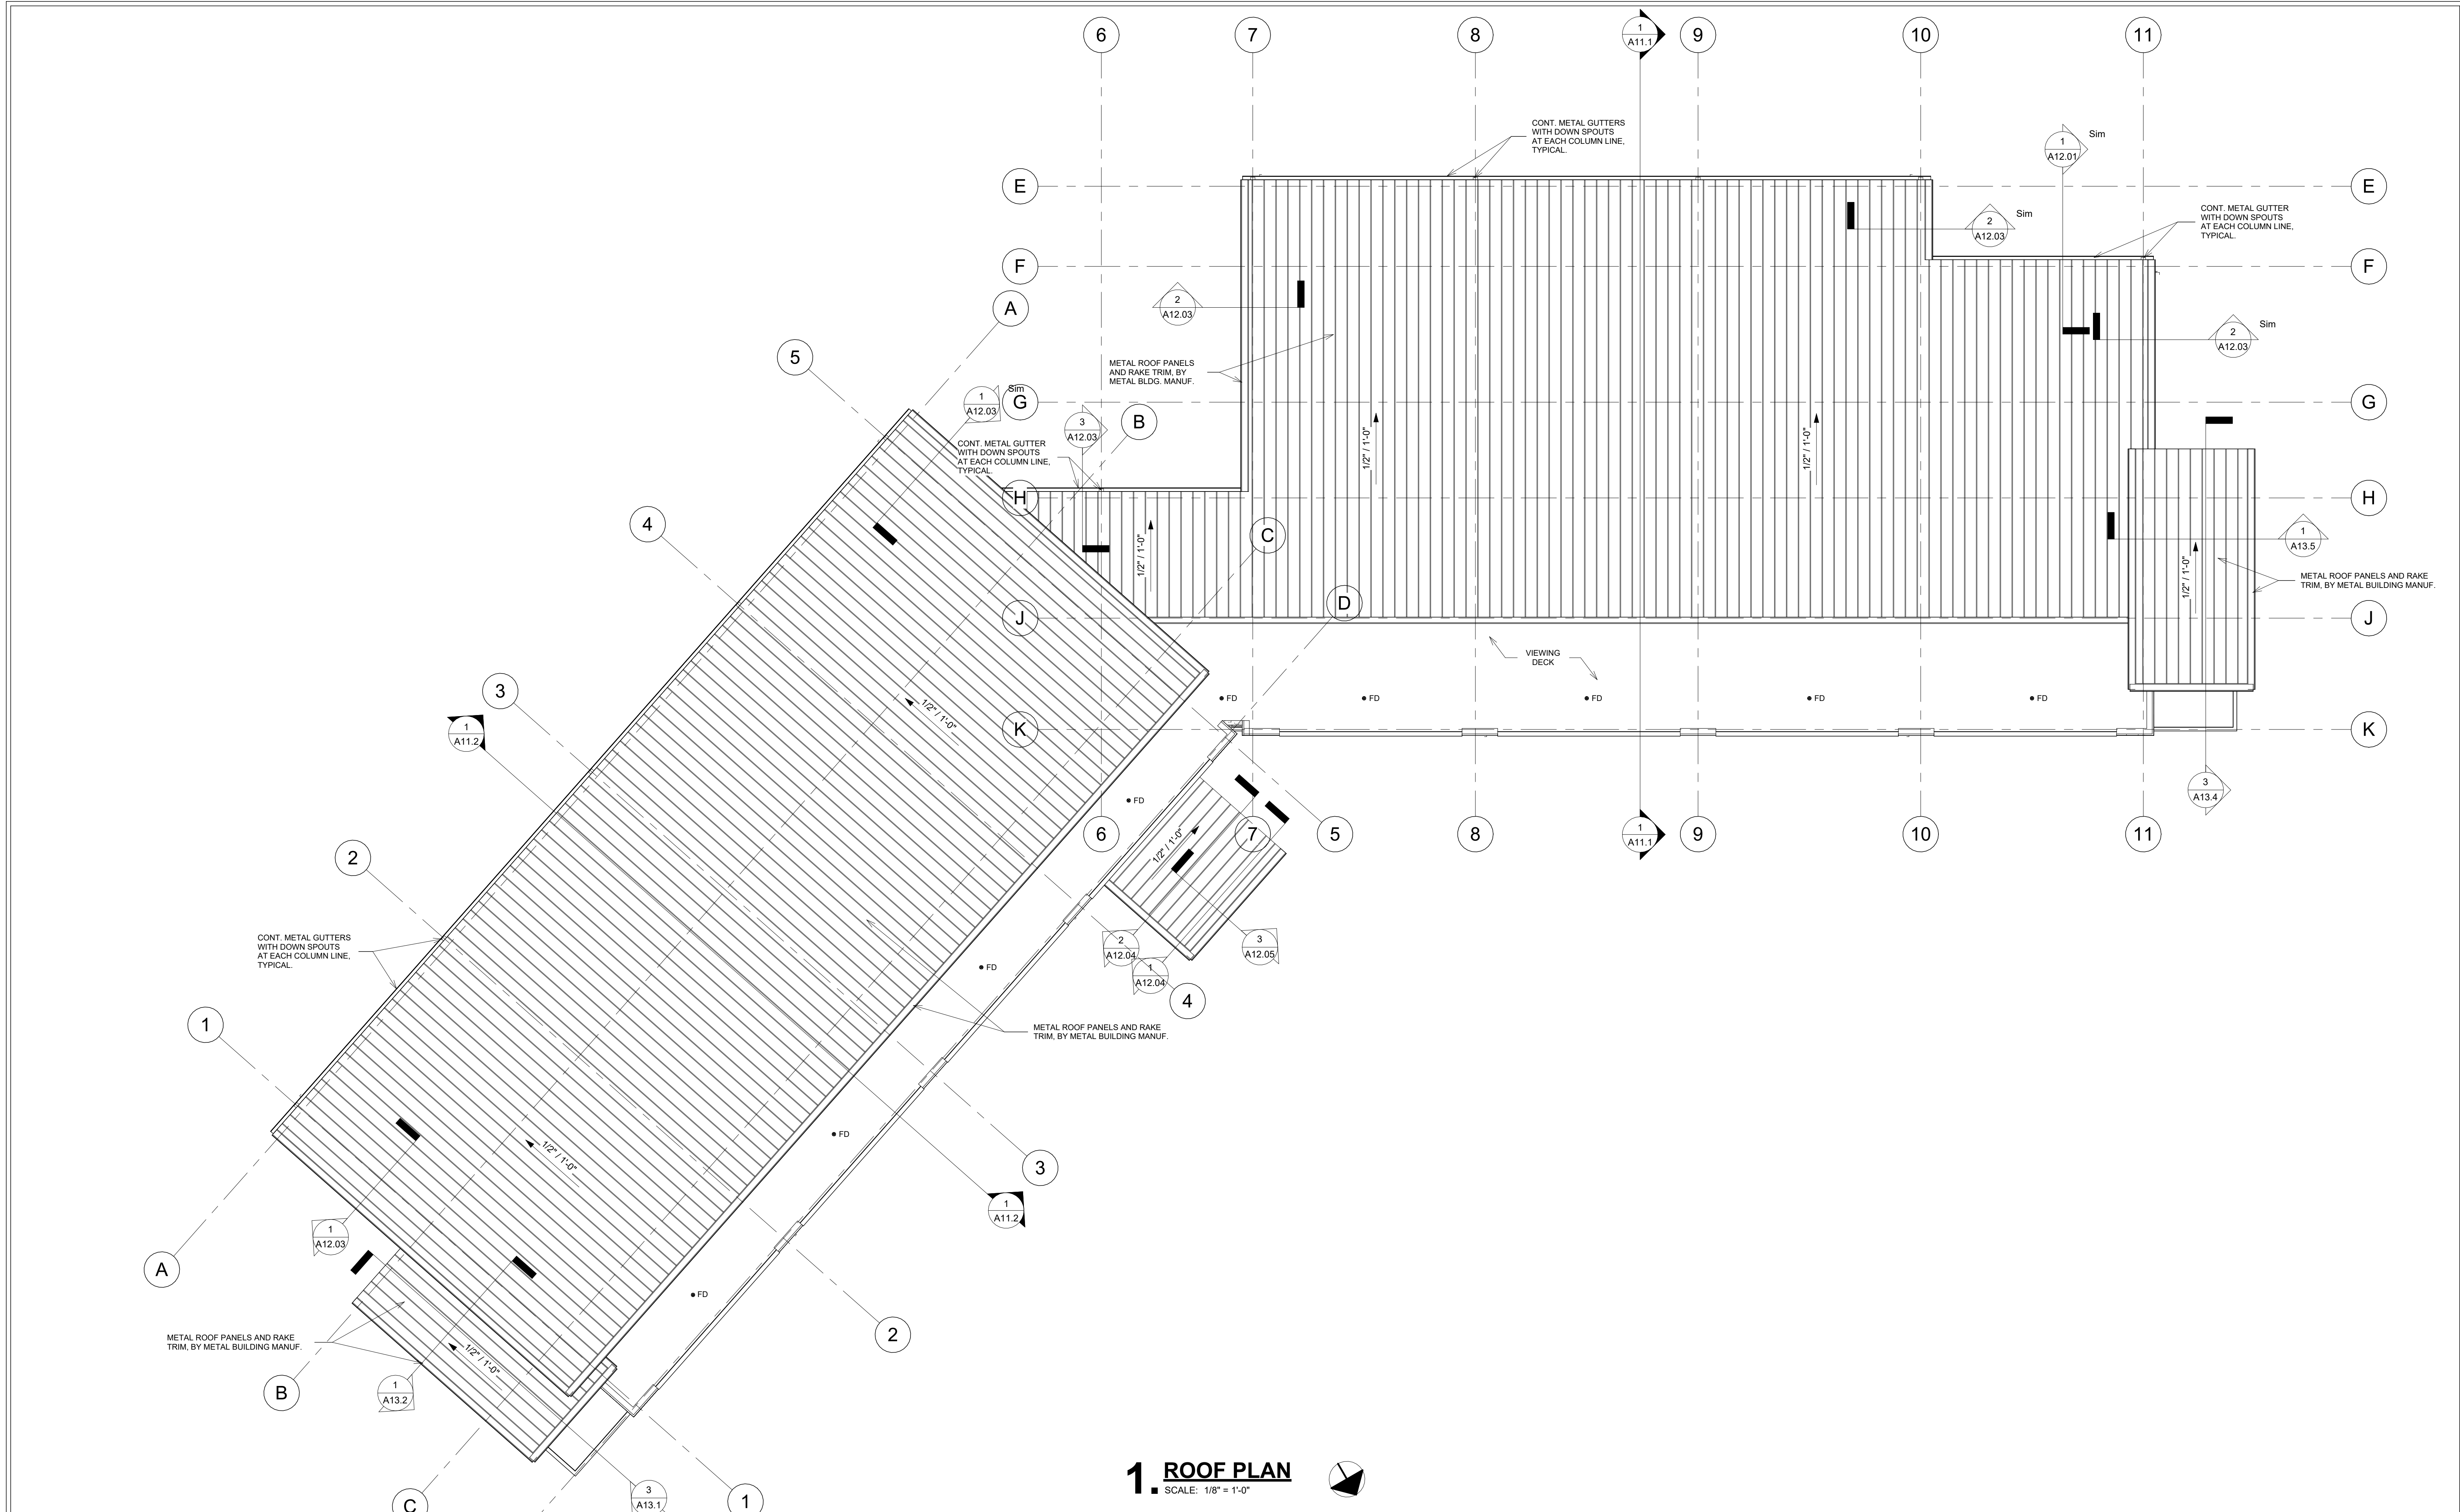 6
7
8
1
A11.1
9
10
11
CONT. METAL GUTTERS
WITH DOWN SPOUTS
AT EACH COLUMN LINE,
TYPICAL.
1
A12.01
Sim
E
E
2
A12.03
Sim
CONT. METAL GUTTER
WITH DOWN SPOUTS
AT EACH COLUMN LINE,
TYPICAL.
F
F
A
2
A12.03
2
A12.03
Sim
5
METAL ROOF PANELS
AND RAKE TRIM, BY
METAL BLDG. MANUF.
1
A12.03
Sim
G
G
3
A12.03
B
CONT. METAL GUTTER
WITH DOWN SPOUTS
AT EACH COLUMN LINE,
TYPICAL.
1/2" / 1'-0"
1/2" / 1'-0"
H
H
4
C
1
A13.5
1/2" / 1'-0"
1/2" / 1'-0"
METAL ROOF PANELS AND RAKE
TRIM, BY METAL BUILDING MANUF.
D
J
J
VIEWING
DECK
3
FD
FD
FD
FD
FD
1/2" / 1'-0"
K
K
1
A11.2
3
A13.4
FD
6
7
5
8
1
A11.1
9
10
11
1/2" / 1'-0"
2
CONT. METAL GUTTERS
WITH DOWN SPOUTS
AT EACH COLUMN LINE,
TYPICAL.
2
A12.04
3
A12.05
FD
1
A12.04
4
1
METAL ROOF PANELS AND RAKE
TRIM, BY METAL BUILDING MANUF.
FD
1/2" / 1'-0"
3
1
A11.2
1
A12.03
A
FD
METAL ROOF PANELS AND RAKE
TRIM, BY METAL BUILDING MANUF.
2
1/2" / 1'-0"
B
1
A13.2
3
A13.1
1
C
1.
ROOF PLAN
SCALE: 1/8" = 1'-0"